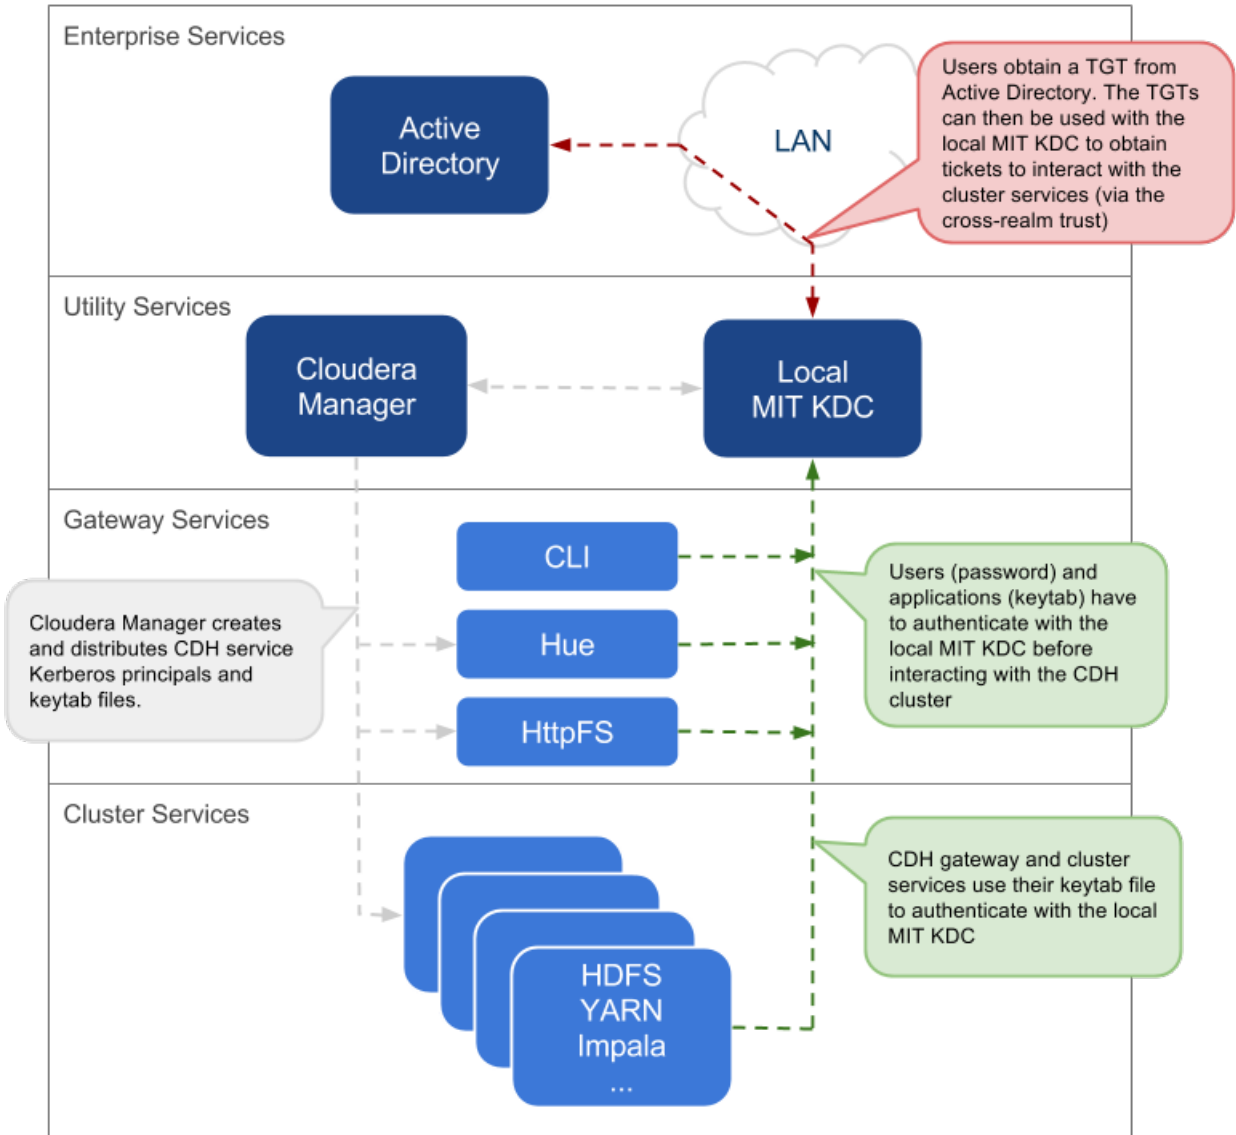 Enterprise Services
Active
Directory
LAN
Users obtain a TGT from
Active Directory. The TGTs
can then be used with the
local MIT KDC to obtain
tickets to interact with the
cluster services (via the
cross-realm trust)
Utility Services
Cloudera
Manager
Local
MIT KDC
Gateway Services
CLI
Hue
HttpFS
Cloudera Manager creates
and distributes CDH service
Kerberos principals and
keytab files.
Users (password) and
applications (keytab) have
to authenticate with the
local MIT KDC before
interacting with the CDH
cluster
Cluster Services
HDFS
YARN
Impala
...
CDH gateway and cluster
services use their keytab file
to authenticate with the local
MIT KDC